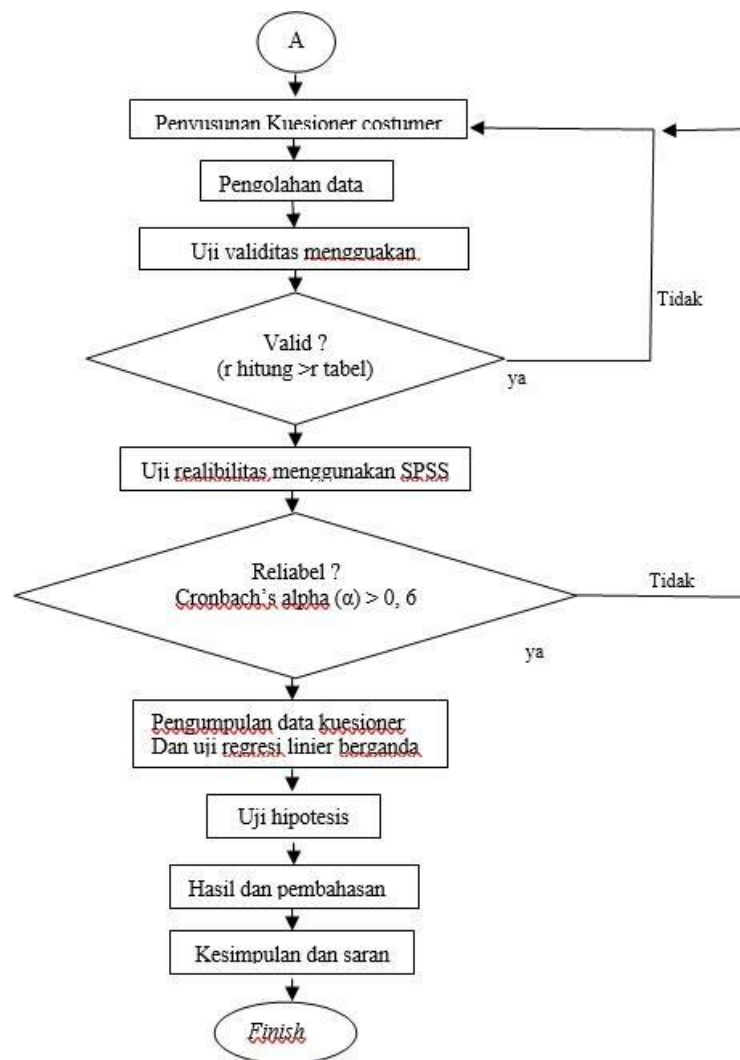 A
Penyusunan Kuesioner costumer
Pengolahan data
Uji validitas mengguakan
Valid ?
(r hitung >r tabel)
Tidak
ya
Uji realibilitas menggunakan SPSS
Reliabel ?
Cronbach’s alpha (α) > 0, 6
Tidak
ya
Pengumpulan data kuesioner
Dan uji regresi linier berganda
Uji hipotesis
Hasil dan pembahasan
Kesimpulan dan saran
Finish